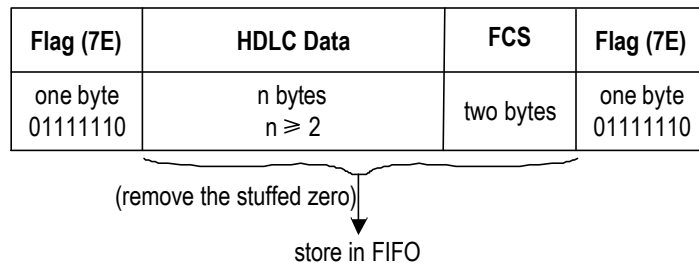 Flag (7E) HDLC Data FCS Flag (7E)
one byte n bytes two bytes one byte
01111110 n ⩾ 2 01111110
(remove the stuffed zero)
store in FIFO